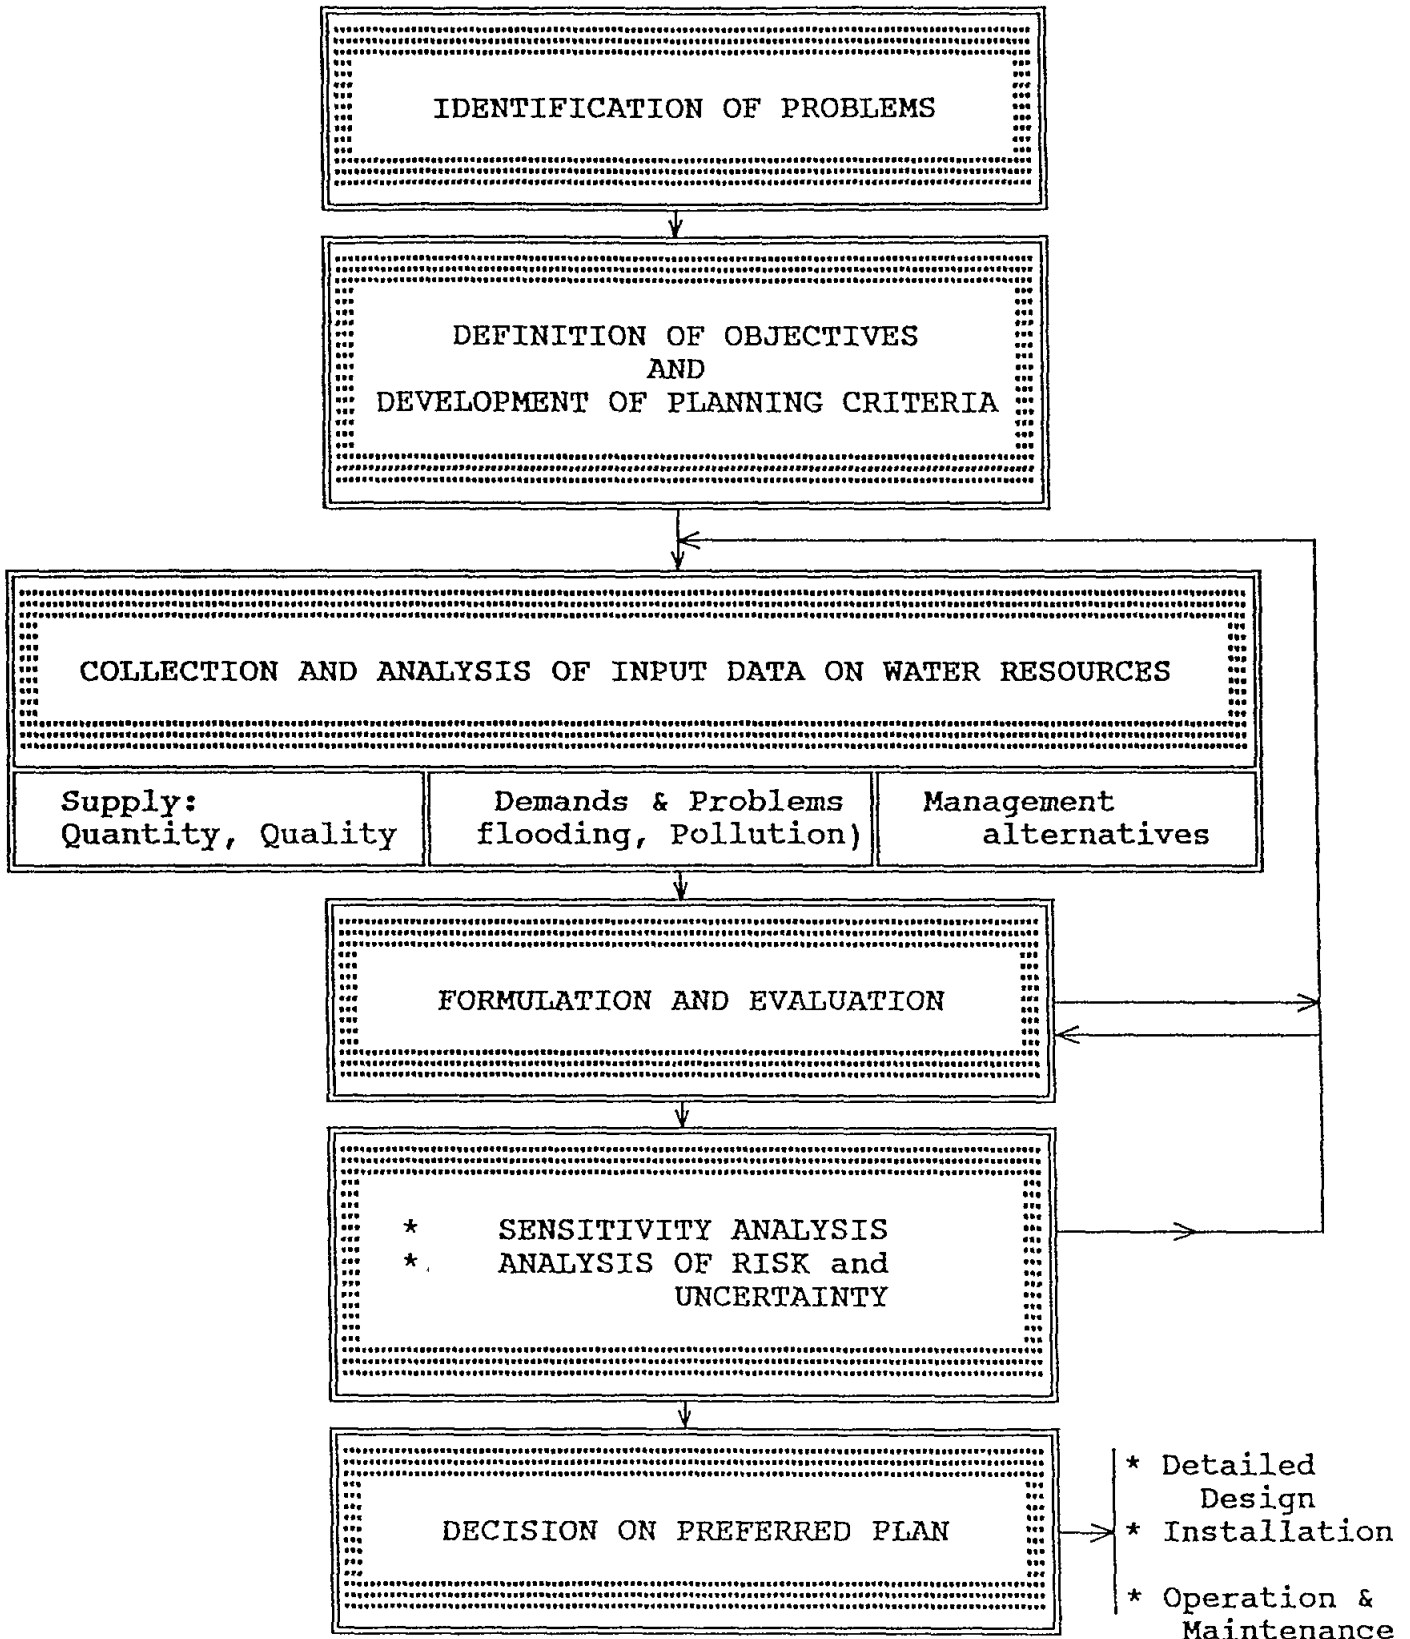 IDENTIFICATION OF PROBLEMS
DEFINITION OF OBJECTIVES
AND
DEVELOPMENT OF PLANNING CRITERIA
COLLECTION AND ANALYSIS OF INPUT DATA ON WATER RESOURCES
Supply:
Quantity, Quality
Demands & Problems
flooding, Pollution)
Management
alternatives
FORMULATION AND EVALUATION
* SENSITIVITY ANALYSIS
* ANALYSIS OF RISK and
UNCERTAINTY
DECISION ON PREFERRED PLAN
* Detailed
Design
* Installation
* Operation &
Maintenance